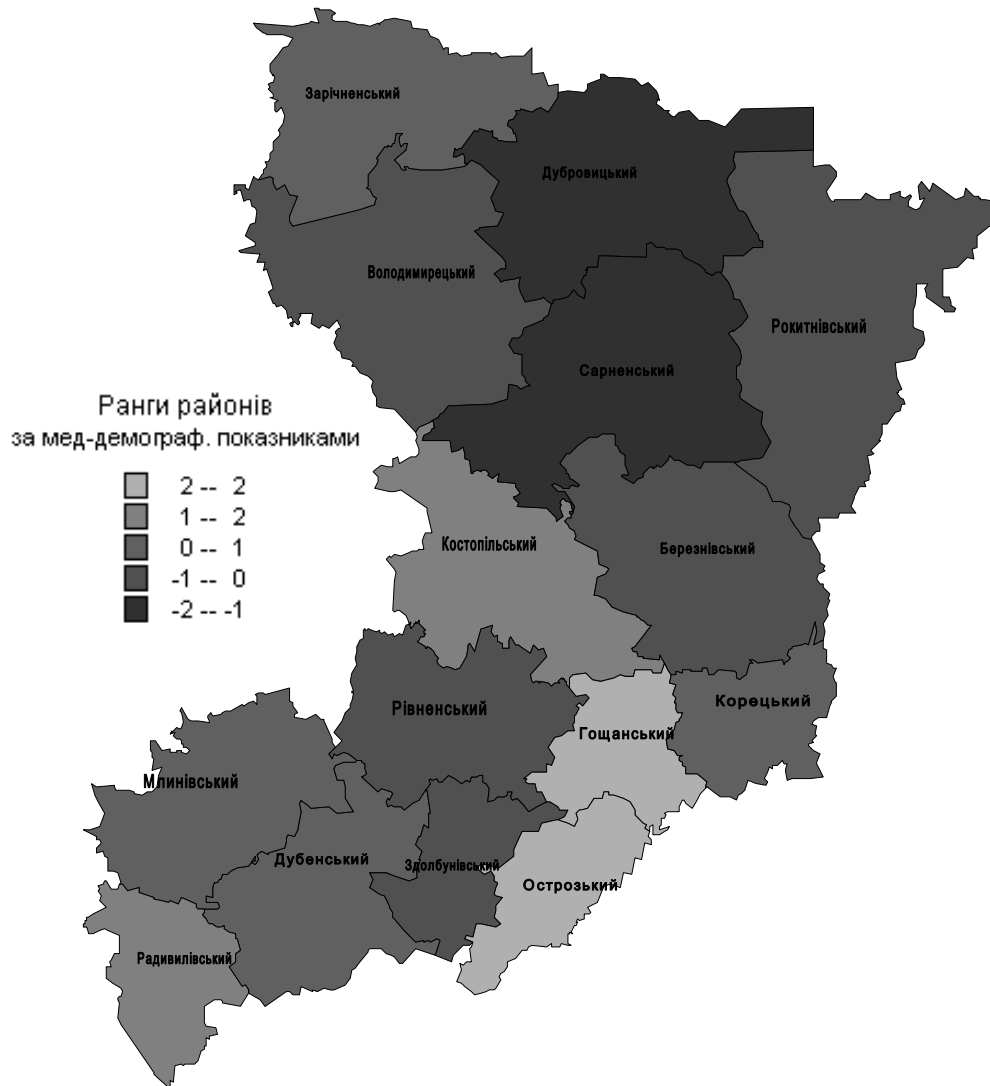 Зарічненський
Дубровицький
Володимирецький
Рокитнівський
Сарненський
Ранги районів
за мед-демограф. показниками
2 -- 2
1 -- 2
0 -- 1
-1 -- 0
-2 -- -1
Костопільський
Березнівський
Рівненський
Корецький
Гощанський
Млинівський
Дубенський
Здолбунівський
Острозький
Радивилівський